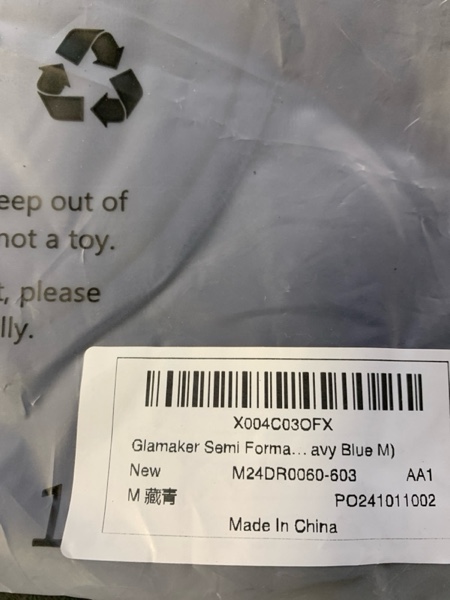 eep out of
not a toy.
t, please
lly.
X004C03OFX
Glamaker Semi Forma... avy Blue M)
New M24DR0060-603 AA1
M 藏青 PO241011002
Made In China
1